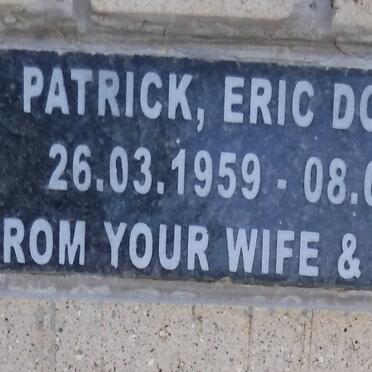 PATRICK, ERIC DO
26.03.1959 - 08.0
ROM YOUR WIFE &